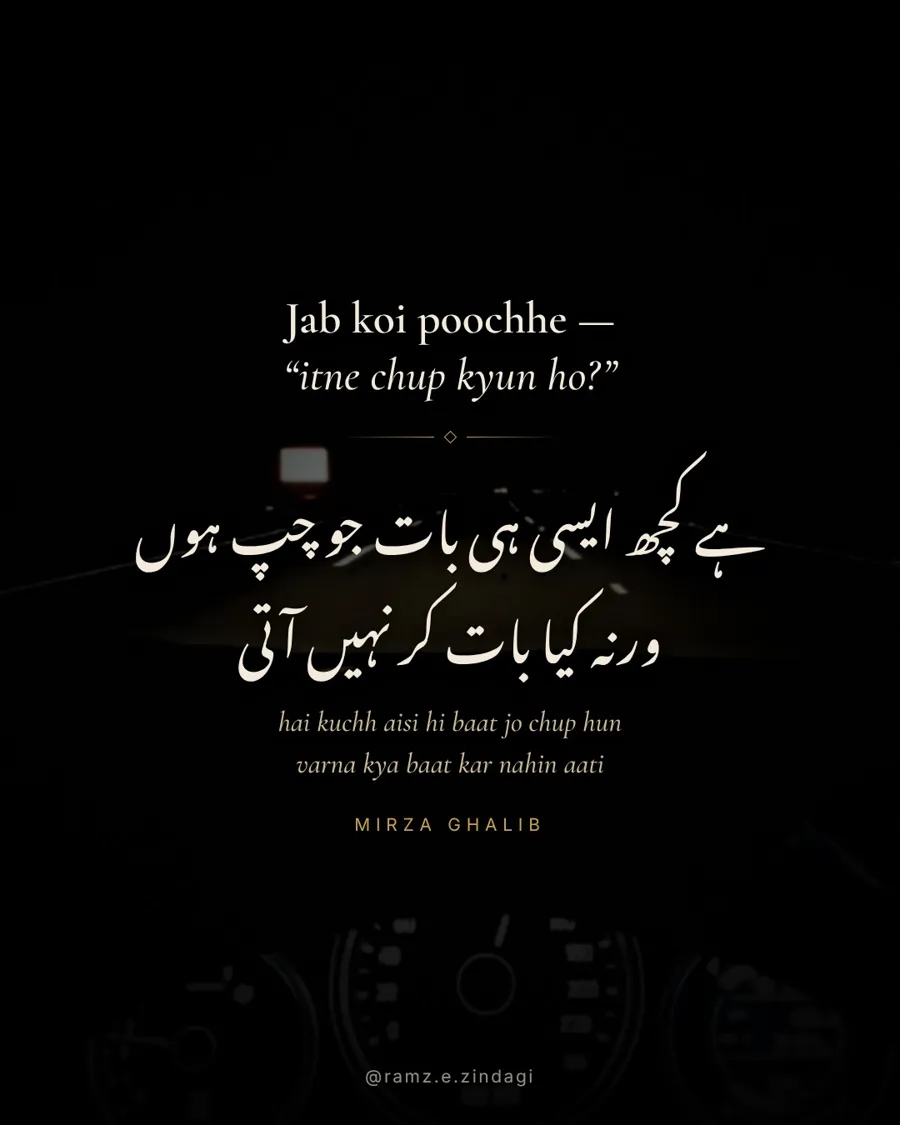 Jab koi poochhe —
“itne chup kyun ho?”
ہے کچھ ایسی ہی بات جو چپ ہوں
ورنہ کیا بات کر نہیں آتی
hai kuchh aisi hi baat jo chup hun
varna kya baat kar nahin aati
MIRZA GHALIB
@ramz.e.zindagi